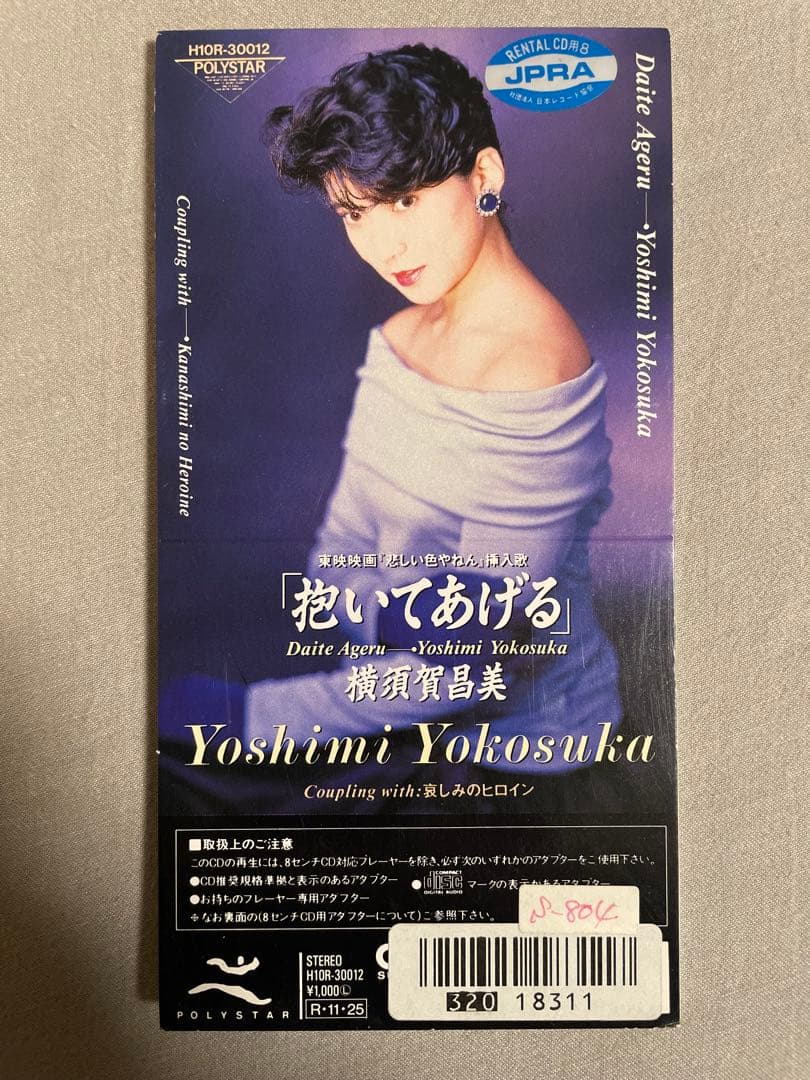 H10R-30012
POLYSTAR
RENTAL CD用8
JPRA
社団法人 日本レコード協会
Daite Ageru—•Yoshimi Yokosuka
Coupling with—•Kanashimi no Heroine
東映映画『悲しい色やねん』挿入歌
「抱いてあげる」
Daite Ageru—•Yoshimi Yokosuka
横須賀昌美
Yoshimi Yokosuka
Coupling with:哀しみのヒロイン
■取扱上のご注意
このCDの再生には、8センチCD対応プレーヤーを除き、必ず次のいずれかのアダプターをご使用下さい。
●CD推奨規格準拠と表示のあるアダプター ●COMPACT disc DIGITAL AUDIO マークの表示があるアダプター
●お持ちのプレーヤー専用アダプター
※なお裏面の(8センチCD用アダプターについて)ご参照下さい。
S-804
POLYSTAR
STEREO
H10R-30012
¥1,000Ⓛ
R・11・25
320 18311